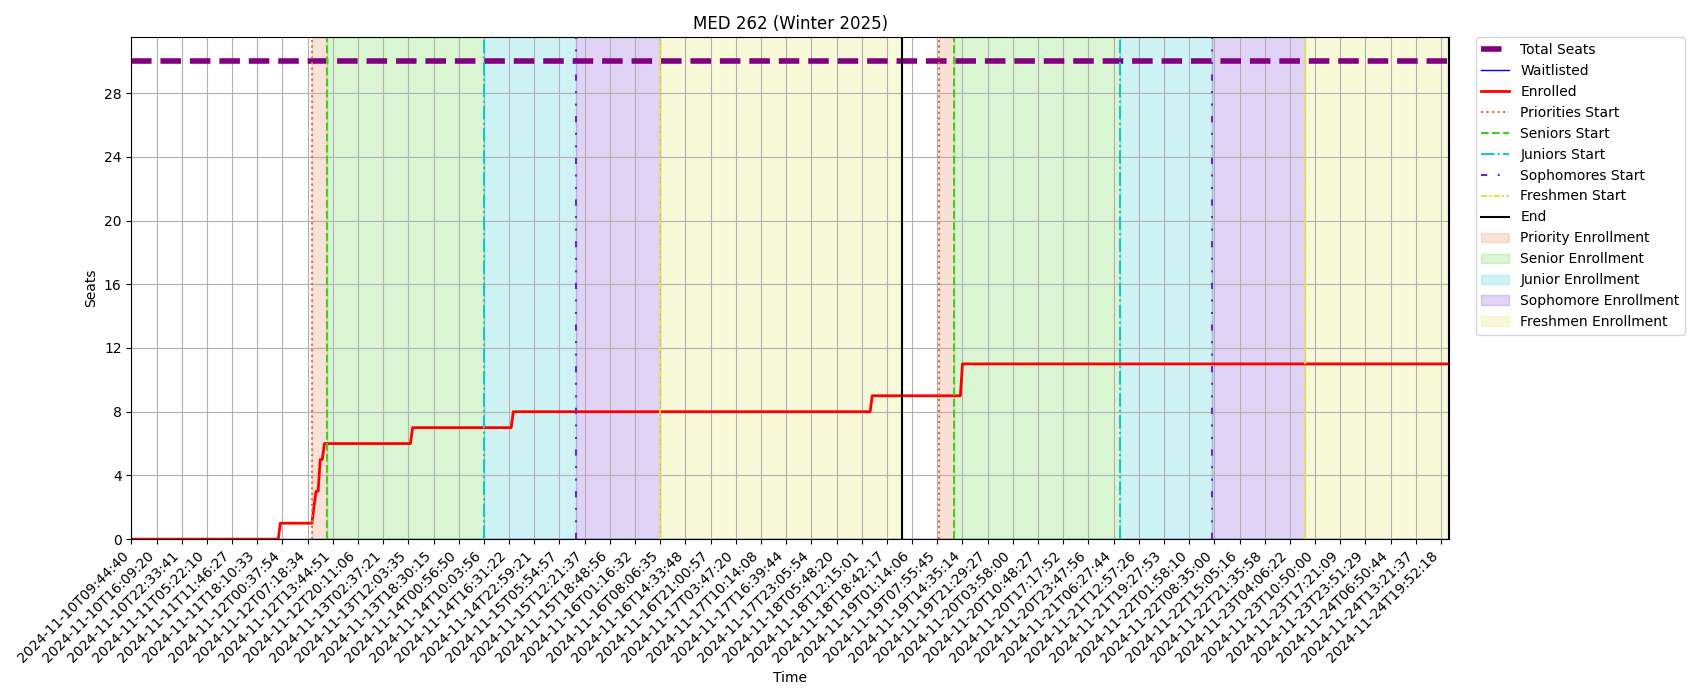 MED 262 (Winter 2025)
Total Seats
Waitlisted
Enrolled
Priorities Start
Seniors Start
Juniors Start
Sophomores Start
Freshmen Start
End
Priority Enrollment
Senior Enrollment
Junior Enrollment
Sophomore Enrollment
Freshmen Enrollment
Seats
28
24
20
16
12
8
4
0
2024-11-10T09:44:40
2024-11-10T16:09:20
2024-11-10T22:33:41
2024-11-11T05:22:10
2024-11-11T11:46:27
2024-11-11T18:10:33
2024-11-12T00:37:54
2024-11-12T07:18:34
2024-11-12T13:44:51
2024-11-12T20:11:06
2024-11-13T02:37:21
2024-11-13T12:03:35
2024-11-13T18:30:15
2024-11-14T00:56:50
2024-11-14T10:03:56
2024-11-14T16:31:22
2024-11-14T22:59:21
2024-11-15T05:54:57
2024-11-15T12:21:37
2024-11-15T18:48:56
2024-11-16T01:16:32
2024-11-16T08:06:35
2024-11-16T14:33:48
2024-11-16T21:00:57
2024-11-17T03:47:20
2024-11-17T10:14:08
2024-11-17T16:39:44
2024-11-17T23:05:54
2024-11-18T05:48:20
2024-11-18T12:15:01
2024-11-18T18:42:17
2024-11-19T01:14:06
2024-11-19T07:55:45
2024-11-19T14:35:14
2024-11-19T21:29:27
2024-11-20T03:58:00
2024-11-20T10:48:27
2024-11-20T17:17:52
2024-11-20T23:47:56
2024-11-21T06:27:44
2024-11-21T12:57:26
2024-11-21T19:27:53
2024-11-22T01:58:10
2024-11-22T08:35:00
2024-11-22T15:05:16
2024-11-22T21:35:58
2024-11-23T04:06:22
2024-11-23T10:50:00
2024-11-23T17:21:09
2024-11-23T23:51:29
2024-11-24T06:50:44
2024-11-24T13:21:37
2024-11-24T19:52:18
Time